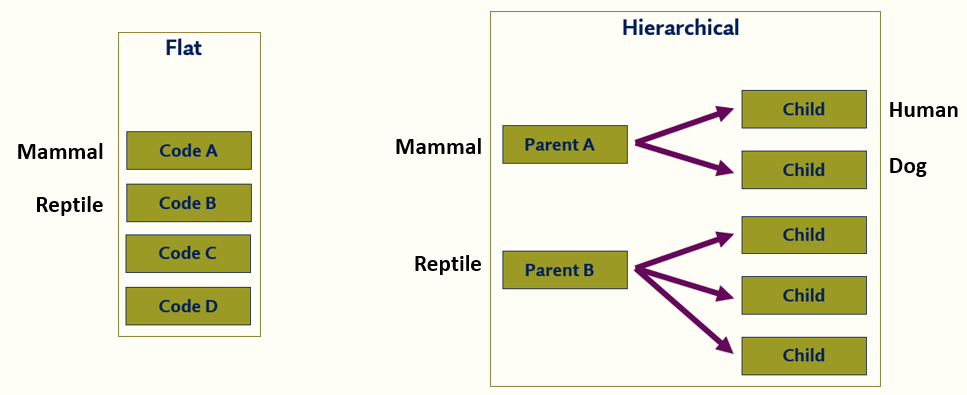 Flat
Mammal
Code A
Reptile
Code B
Code C
Code D
Hierarchical
Mammal
Parent A
Child
Human
Child
Dog
Reptile
Parent B
Child
Child
Child